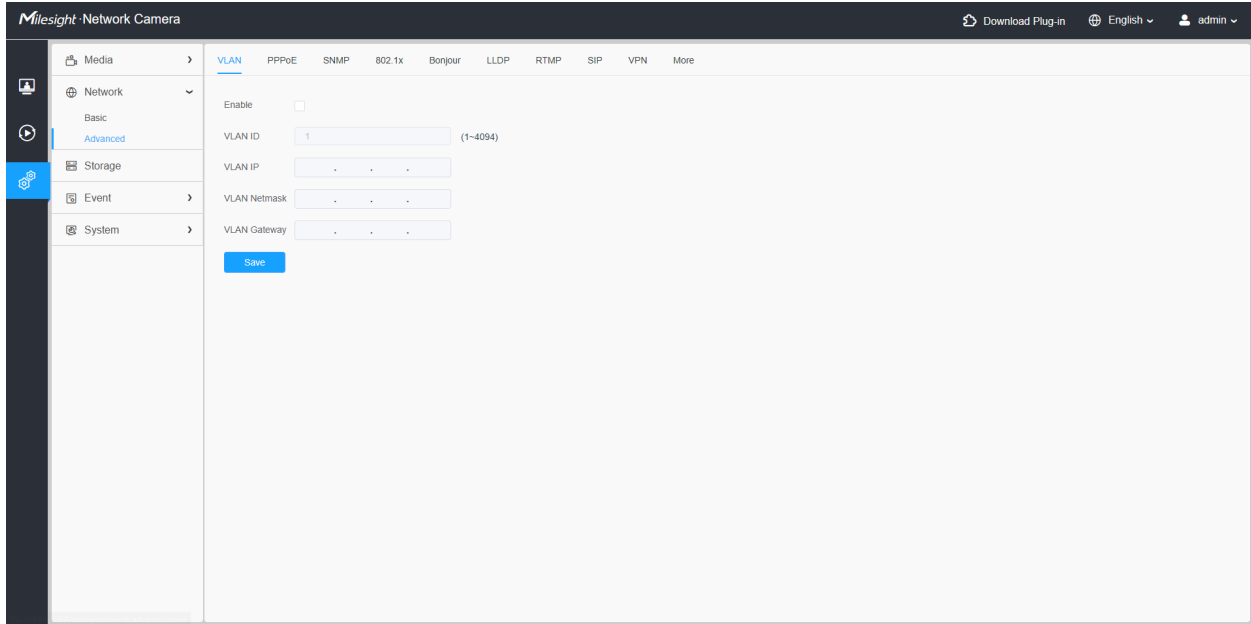 Milesight · Network Camera
Download Plug-in English admin
Media
Network
Basic
Advanced
Storage
Event
System
VLAN PPPoE SNMP 802.1x Bonjour LLDP RTMP SIP VPN More
Enable
VLAN ID 1 (1~4094)
VLAN IP . . .
VLAN Netmask . . .
VLAN Gateway . . .
Save